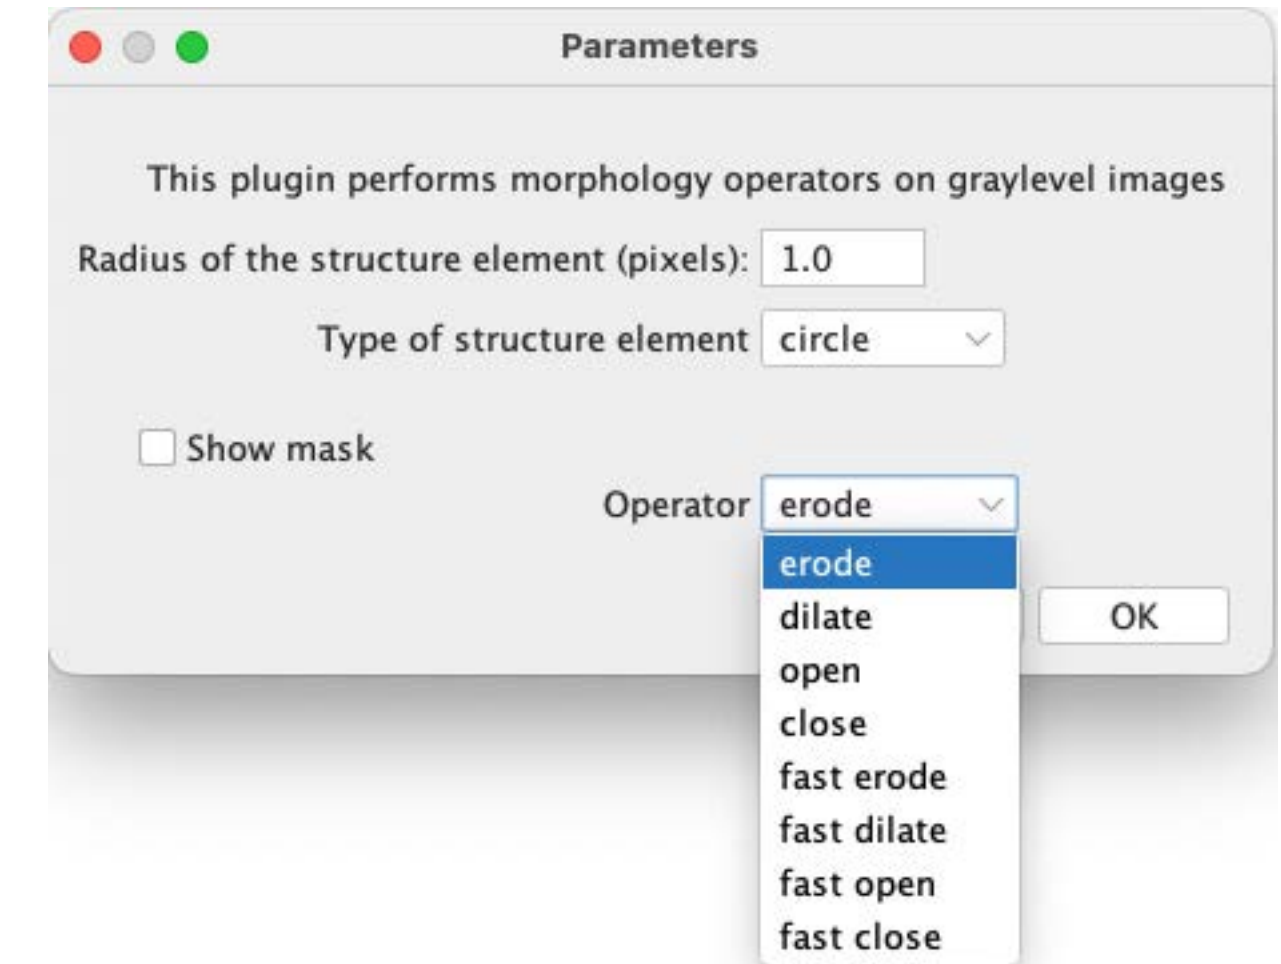 Parameters
This plugin performs morphology operators on graylevel images
Radius of the structure element (pixels): 1.0
Type of structure element circle
Show mask
Operator erode
erode
dilate
OK
open
close
fast erode
fast dilate
fast open
fast close